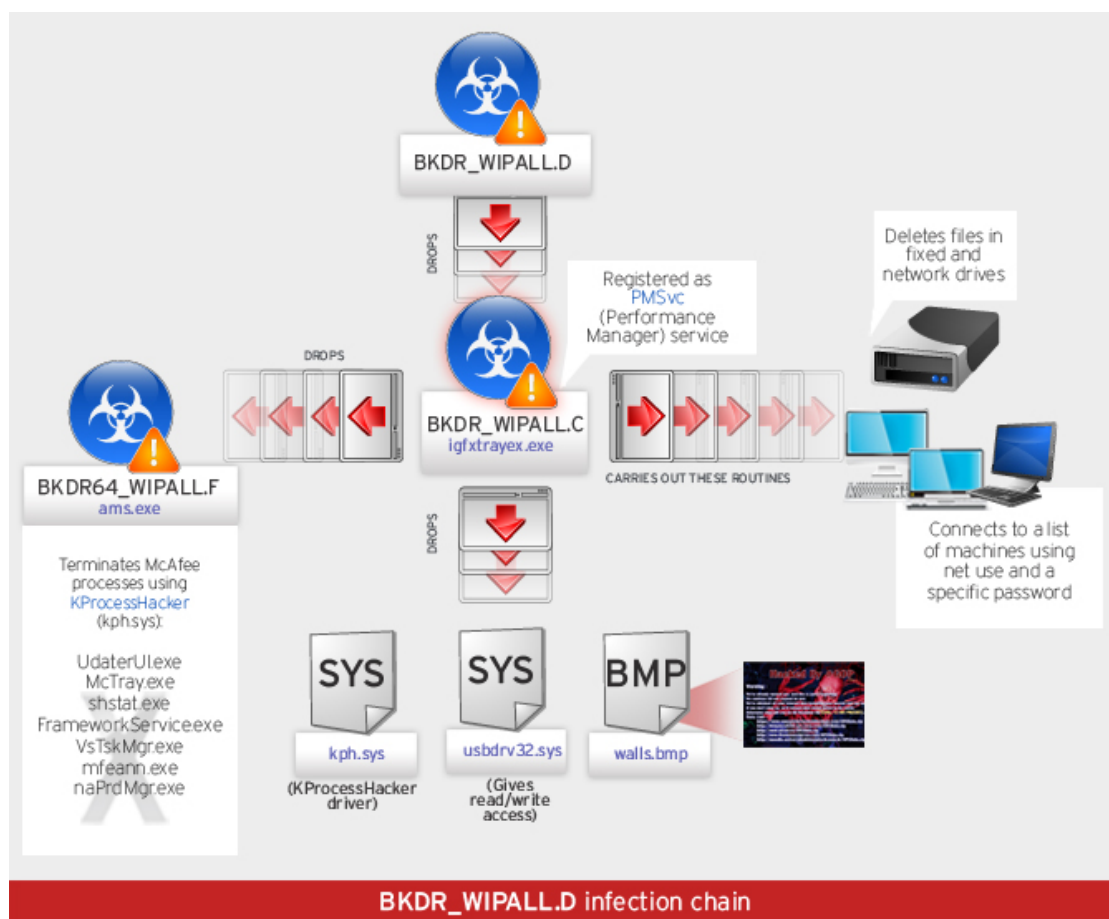 BKDR_WIPALL.D
DROPS
Registered as
PMSvc
(Performance
Manager) service
Deletes files in
fixed and
network drives
DROPS
BKDR_WIPALL.C
igfxtrayex.exe
CARRIES OUT THESE ROUTINES
BKDR64_WIPALL.F
ams.exe
Terminates McAfee
processes using
KProcessHacker
(kph.sys):
UdaterUI.exe
McTray.exe
shstat.exe
FrameworkService.exe
VsTskMgr.exe
mfeann.exe
naPrdMgr.exe
X
Connects to a list
of machines using
net use and a
specific password
DROPS
SYS
kph.sys
(KProcessHacker
driver)
SYS
usbdrv32.sys
(Gives
read/write
access)
BMP
walls.bmp
Hacked By #GOP
Warning:
BKDR_WIPALL.D infection chain